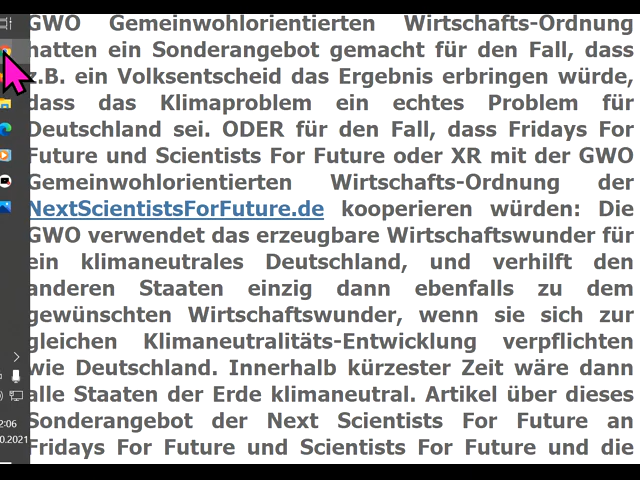 GWO Gemeinwohlorientierten Wirtschafts-Ordnung
hatten ein Sonderangebot gemacht für den Fall, dass
z.B. ein Volksentscheid das Ergebnis erbringen würde,
dass das Klimaproblem ein echtes Problem für
Deutschland sei. ODER für den Fall, dass Fridays For
Future und Scientists For Future oder XR mit der GWO
Gemeinwohlorientierten Wirtschafts-Ordnung der
NextScientistsForFuture.de kooperieren würden: Die
GWO verwendet das erzeugbare Wirtschaftswunder für
ein klimaneutrales Deutschland, und verhilft den
anderen Staaten einzig dann ebenfalls zu dem
gewünschten Wirtschaftswunder, wenn sie sich zur
gleichen Klimaneutralitäts-Entwicklung verpflichten
wie Deutschland. Innerhalb kürzester Zeit wäre dann
alle Staaten der Erde klimaneutral. Artikel über dieses
Sonderangebot der Next Scientists For Future an
Fridays For Future und Scientists For Future und die
2:06
0.2021